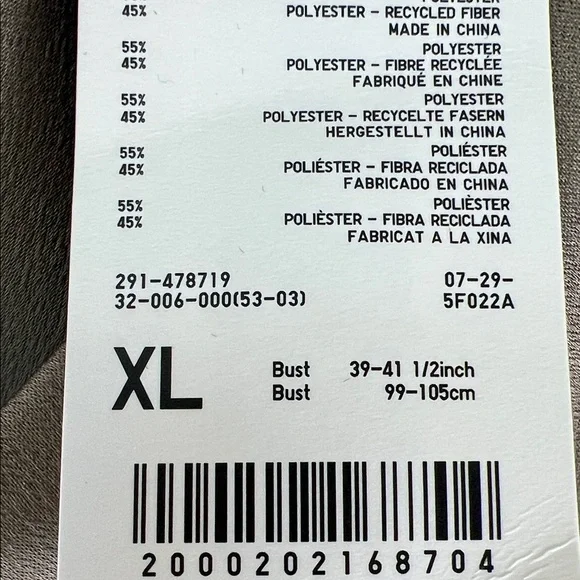 POLYESTER
45% POLYESTER – RECYCLED FIBER
MADE IN CHINA
55% POLYESTER
45% POLYESTER – FIBRE RECYCLÉE
FABRIQUÉ EN CHINE
55% POLYESTER
45% POLYESTER – RECYCELTE FASERN
HERGESTELLT IN CHINA
55% POLIÉSTER
45% POLIÉSTER – FIBRA RECICLADA
FABRICADO EN CHINA
55% POLIÈSTER
45% POLIÈSTER – FIBRA RECICLADA
FABRICAT A LA XINA
291-478719 07-29-
32-006-000(53-03) 5F022A
XL Bust 39-41 1/2inch
Bust 99-105cm
2000202168704